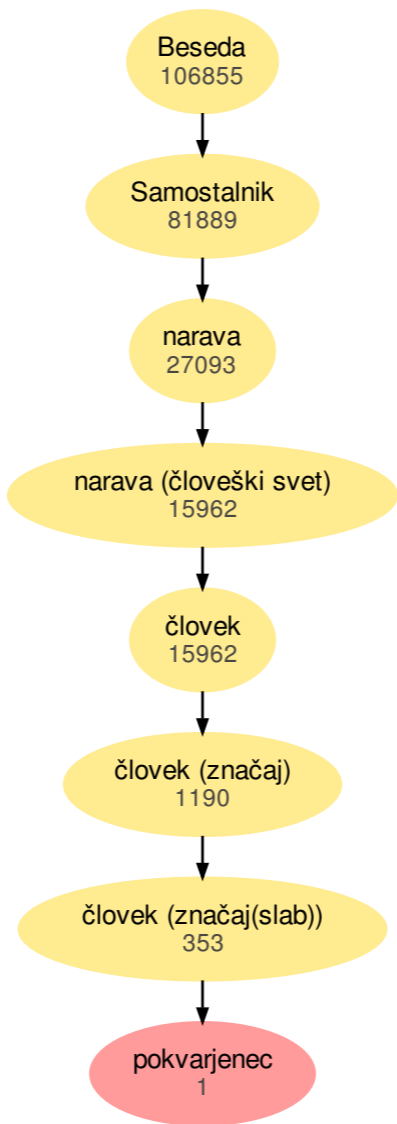 Beseda
106855
Samostalnik
81889
narava
27093
narava (človeški svet)
15962
človek
15962
človek (značaj)
1190
človek (značaj(slab))
353
pokvarjenec
1